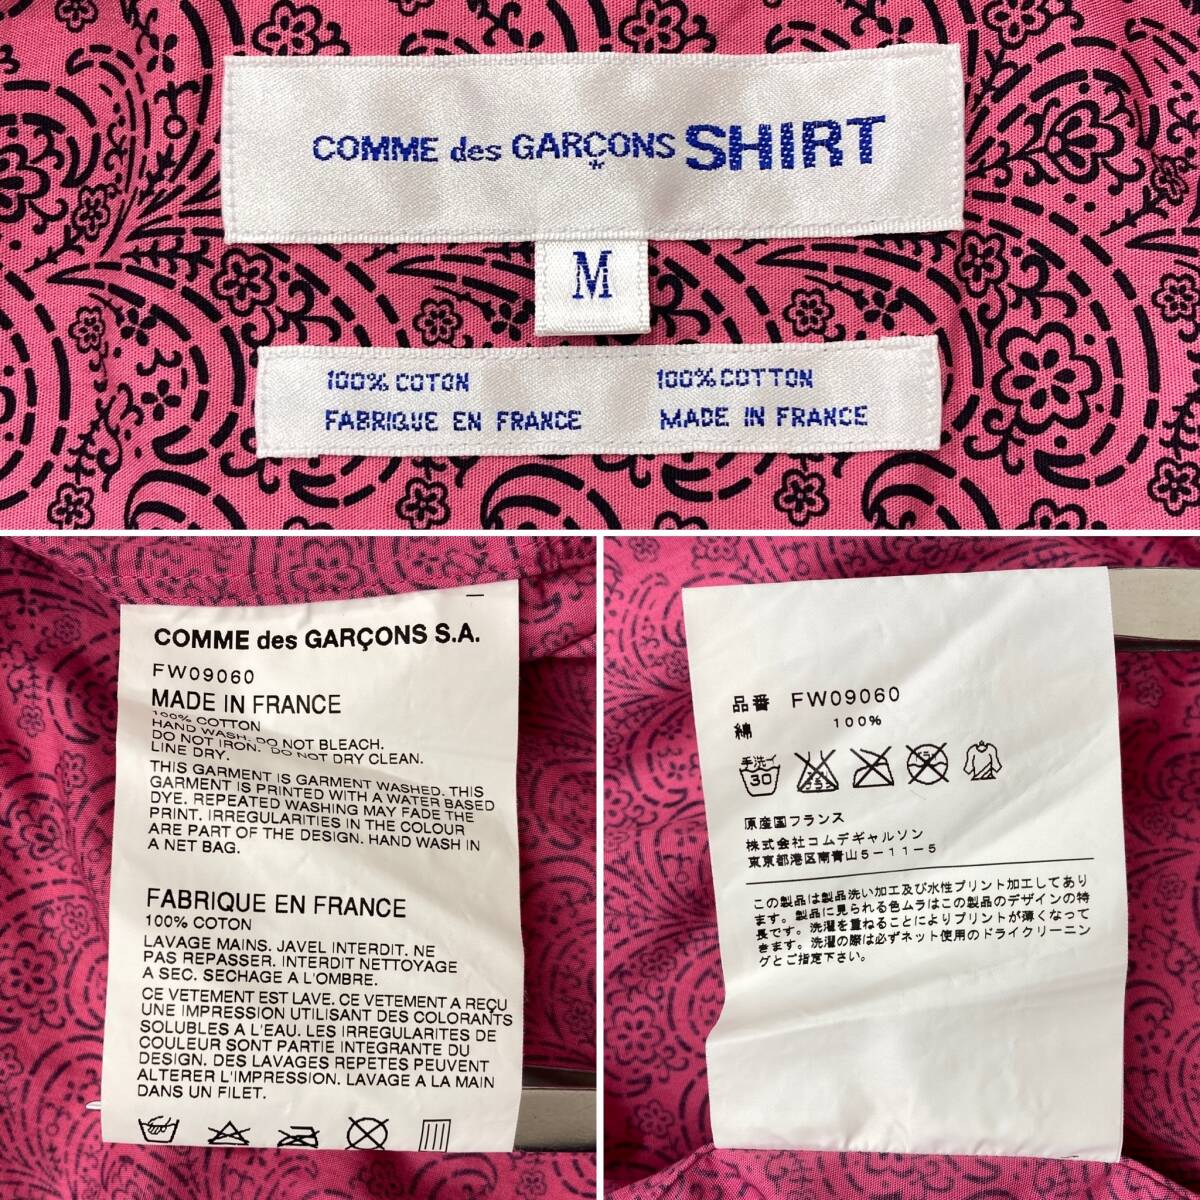 COMME des GARÇONS SHIRT
M
100% COTON
100% COTTON
FABRIQUE EN FRANCE
MADE IN FRANCE
COMME des GARÇONS S.A.
FW09060
MADE IN FRANCE
100% COTTON
HAND WASH. DO NOT BLEACH.
DO NOT IRON. DO NOT DRY CLEAN.
LINE DRY.
THIS GARMENT IS GARMENT WASHED. THIS
GARMENT IS PRINTED WITH A WATER BASED
DYE. REPEATED WASHING MAY FADE THE
PRINT. IRREGULARITIES IN THE COLOUR
ARE PART OF THE DESIGN. HAND WASH IN
A NET BAG.
FABRIQUE EN FRANCE
100% COTON
LAVAGE MAINS. JAVEL INTERDIT. NE
PAS REPASSER. INTERDIT NETTOYAGE
A SEC. SECHAGE A L'OMBRE.
CE VETEMENT EST LAVE. CE VETEMENT A REÇU
UNE IMPRESSION UTILISANT DES COLORANTS
SOLUBLES A L'EAU. LES IRREGULARITES DE
COULEUR SONT PARTIE INTEGRANTE DU
DESIGN. DES LAVAGES REPETES PEUVENT
ALTERER L'IMPRESSION. LAVAGE A LA MAIN
DANS UN FILET.
品番 FW09060
綿 100%
手洗イ
30
原産国フランス
株式会社コムデギャルソン
東京都港区南青山5-11-5
この製品は製品洗い加工及び水性プリント加工してあり
ます。製品に見られる色ムラはこの製品のデザインの特
長です。洗濯を重ねることによりプリントが薄くなって
きます。洗濯の際は必ずネット使用のドライクリーニン
グとご指定下さい。